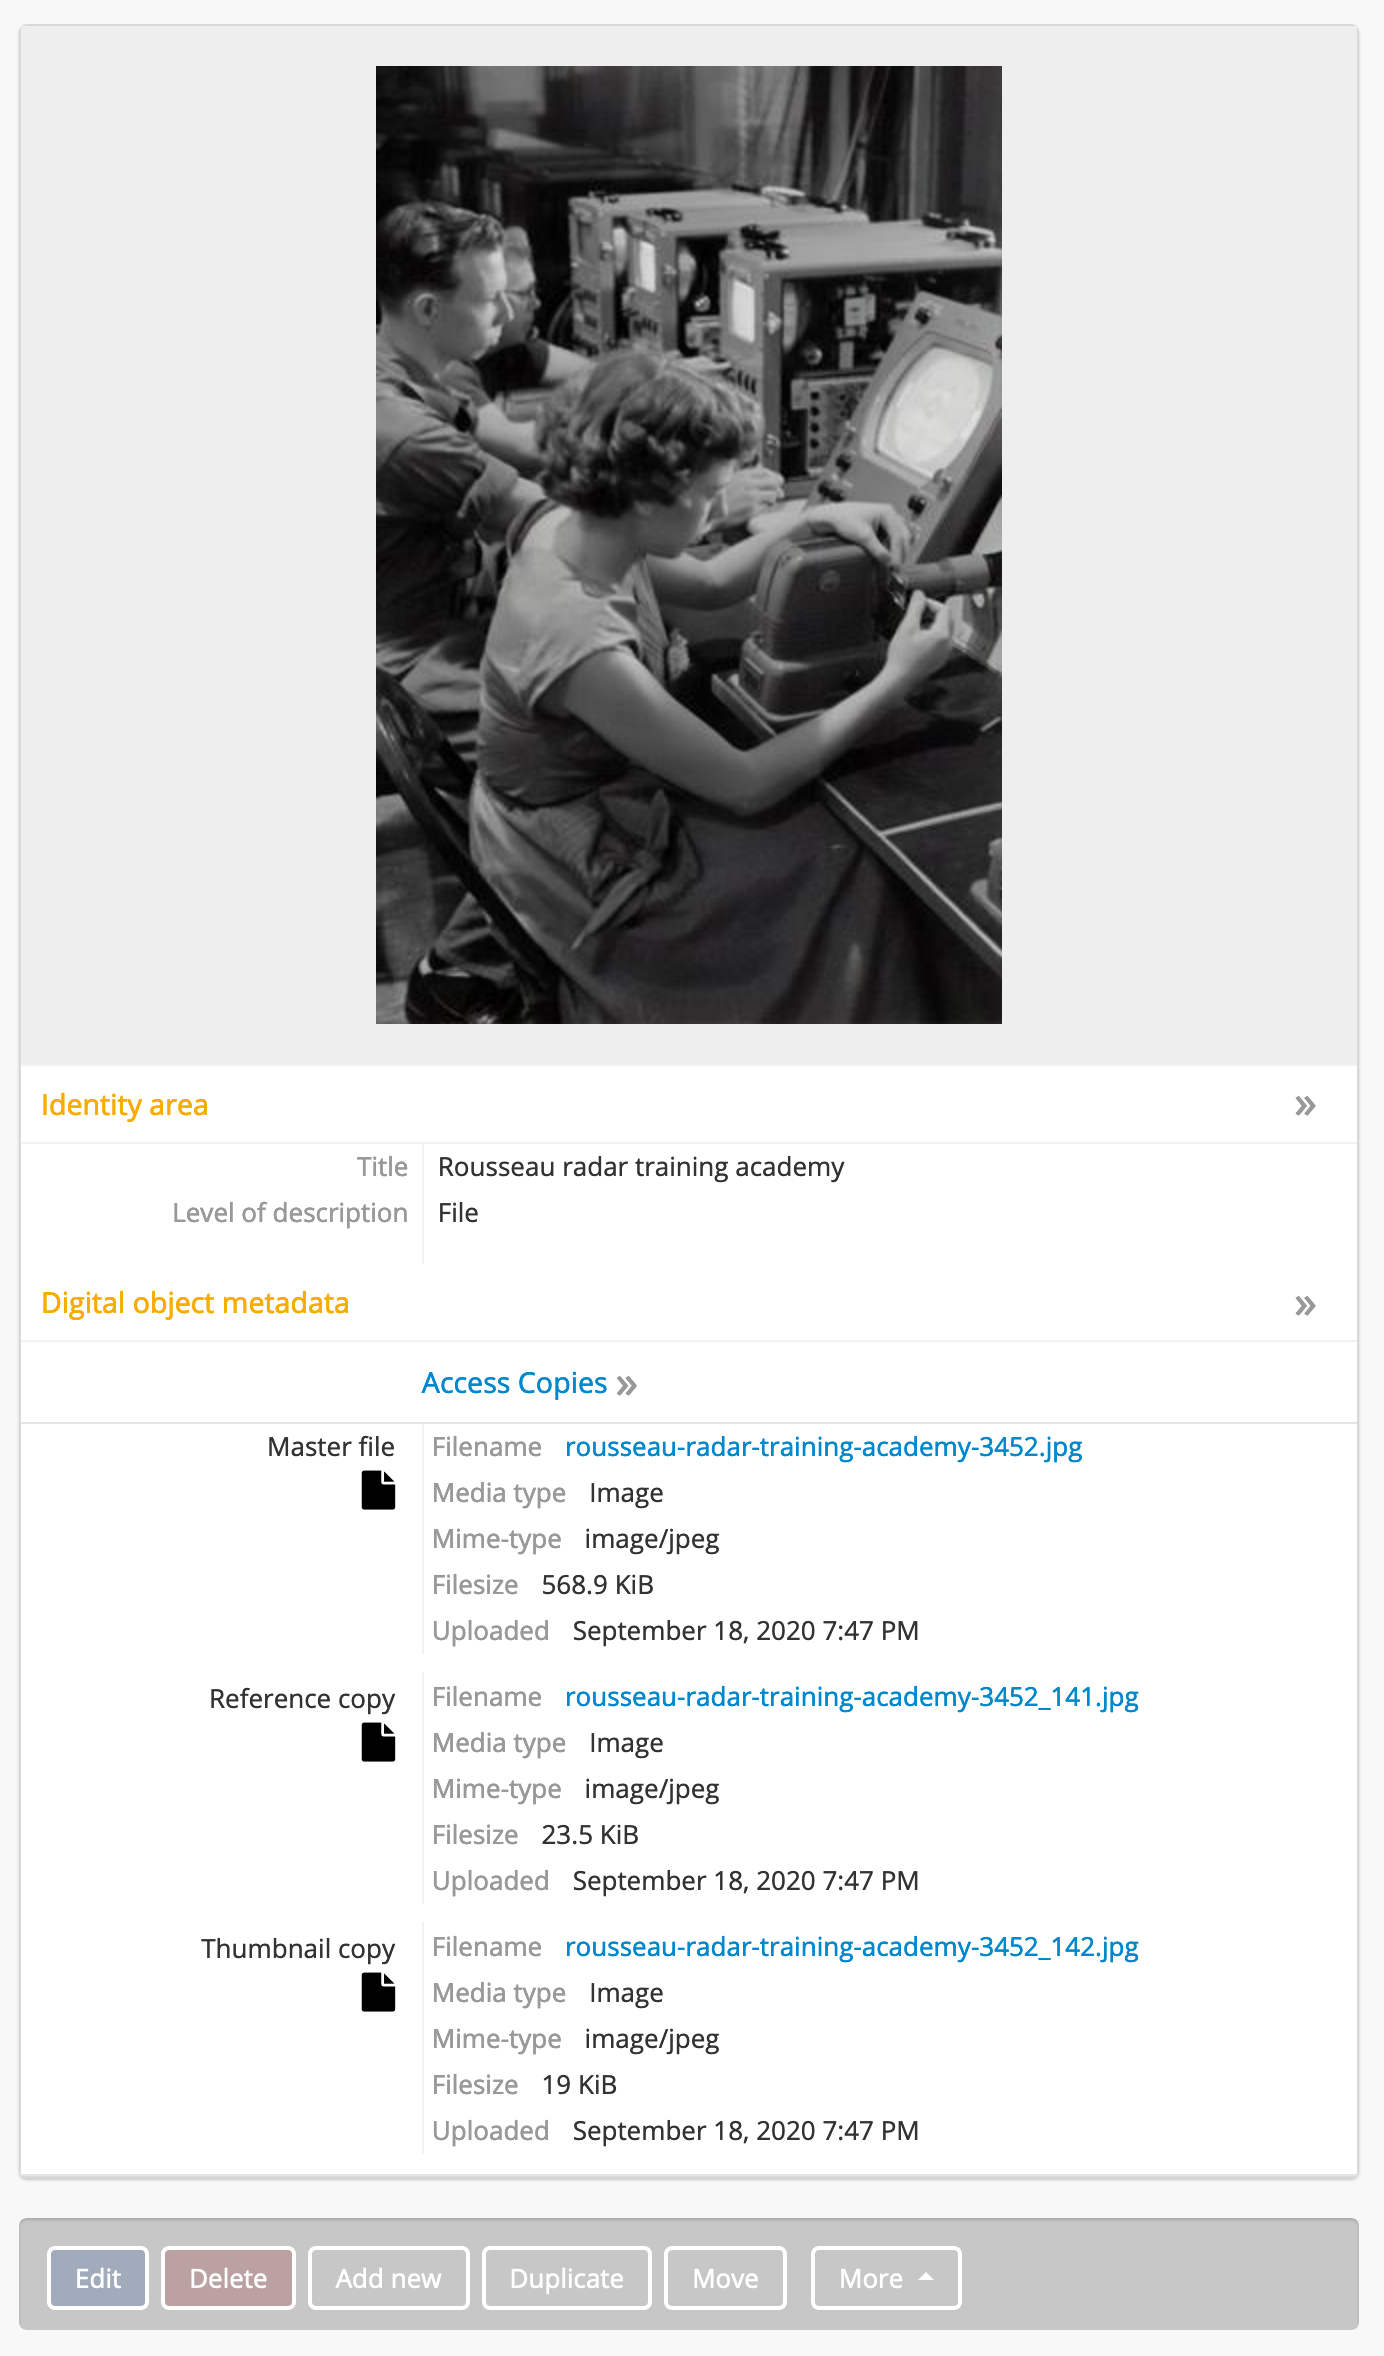 Identity area »
Title Rousseau radar training academy
Level of description File
Digital object metadata »
Access Copies »
Master file Filename rousseau-radar-training-academy-3452.jpg
Media type Image
Mime-type image/jpeg
Filesize 568.9 KiB
Uploaded September 18, 2020 7:47 PM
Reference copy Filename rousseau-radar-training-academy-3452_141.jpg
Media type Image
Mime-type image/jpeg
Filesize 23.5 KiB
Uploaded September 18, 2020 7:47 PM
Thumbnail copy Filename rousseau-radar-training-academy-3452_142.jpg
Media type Image
Mime-type image/jpeg
Filesize 19 KiB
Uploaded September 18, 2020 7:47 PM
Edit Delete Add new Duplicate Move More